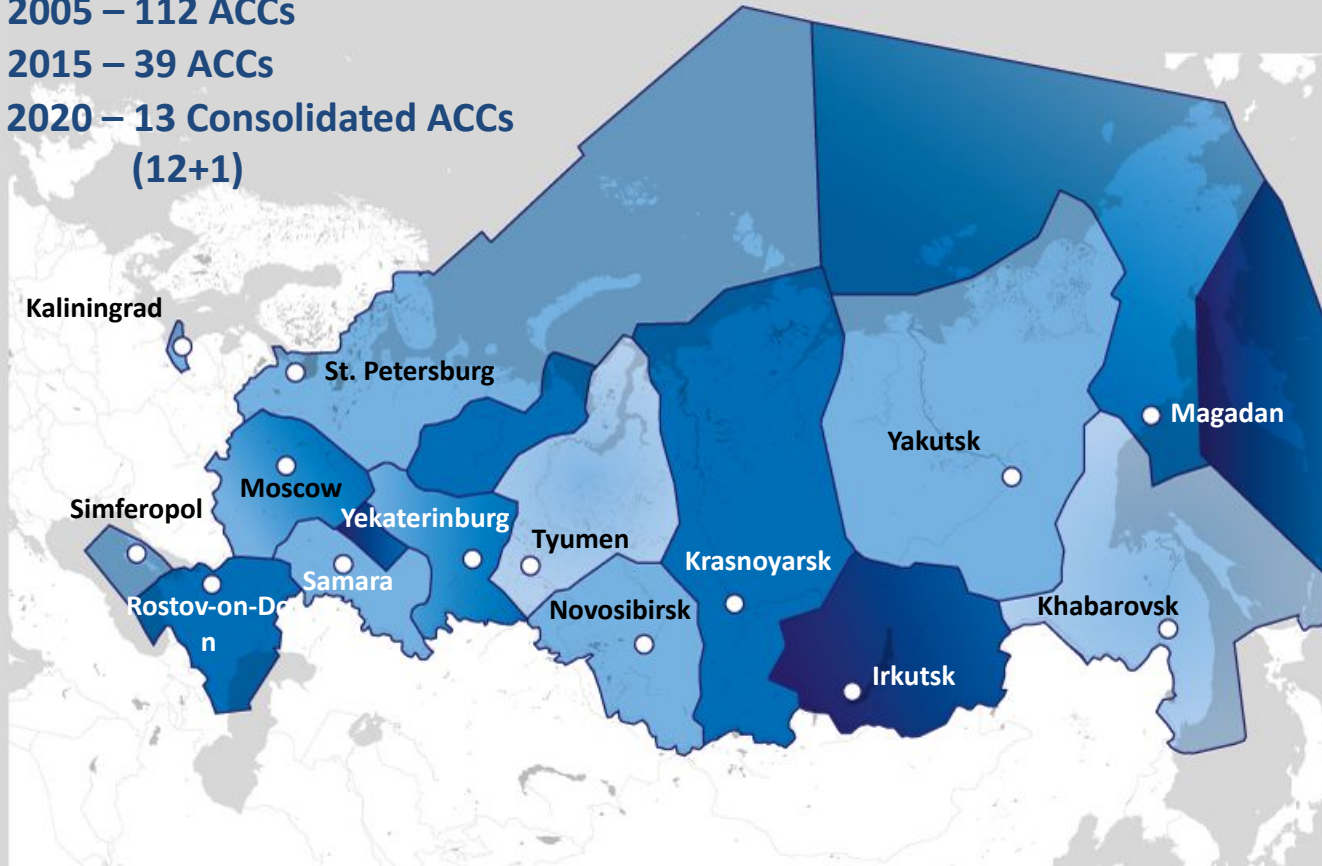 2005 – 112 ACCs
2015 – 39 ACCs
2020 – 13 Consolidated ACCs
(12+1)
Kaliningrad
St. Petersburg
Magadan
Yakutsk
Moscow
Simferopol
Yekaterinburg
Tyumen
Krasnoyarsk
Samara
Rostov-on-Do
n
Novosibirsk
Khabarovsk
Irkutsk